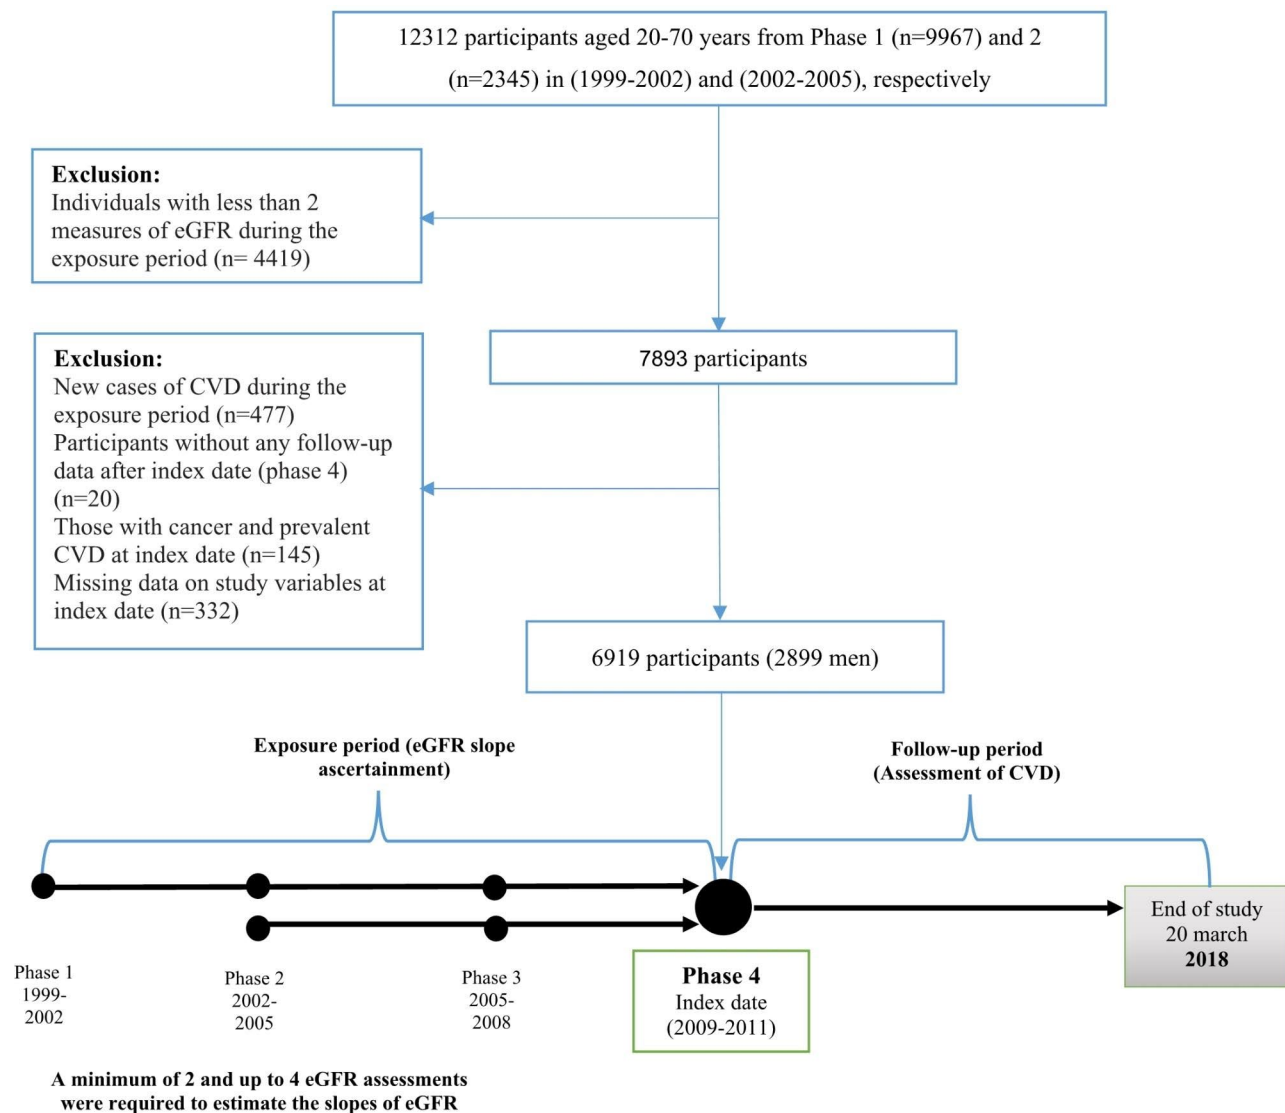 12312 participants aged 20-70 years from Phase 1 (n=9967) and 2
(n=2345) in (1999-2002) and (2002-2005), respectively
Exclusion:
Individuals with less than 2
measures of eGFR during the
exposure period (n= 4419)
7893 participants
Exclusion:
New cases of CVD during the
exposure period (n=477)
Participants without any follow-up
data after index date (phase 4)
(n=20)
Those with cancer and prevalent
CVD at index date (n=145)
Missing data on study variables at
index date (n=332)
6919 participants (2899 men)
Exposure period (eGFR slope
ascertainment)
Follow-up period
(Assessment of CVD)
Phase 1
1999-
2002
Phase 2
2002-
2005
Phase 3
2005-
2008
Phase 4
Index date
(2009-2011)
End of study
20 march
2018
A minimum of 2 and up to 4 eGFR assessments
were required to estimate the slopes of eGFR